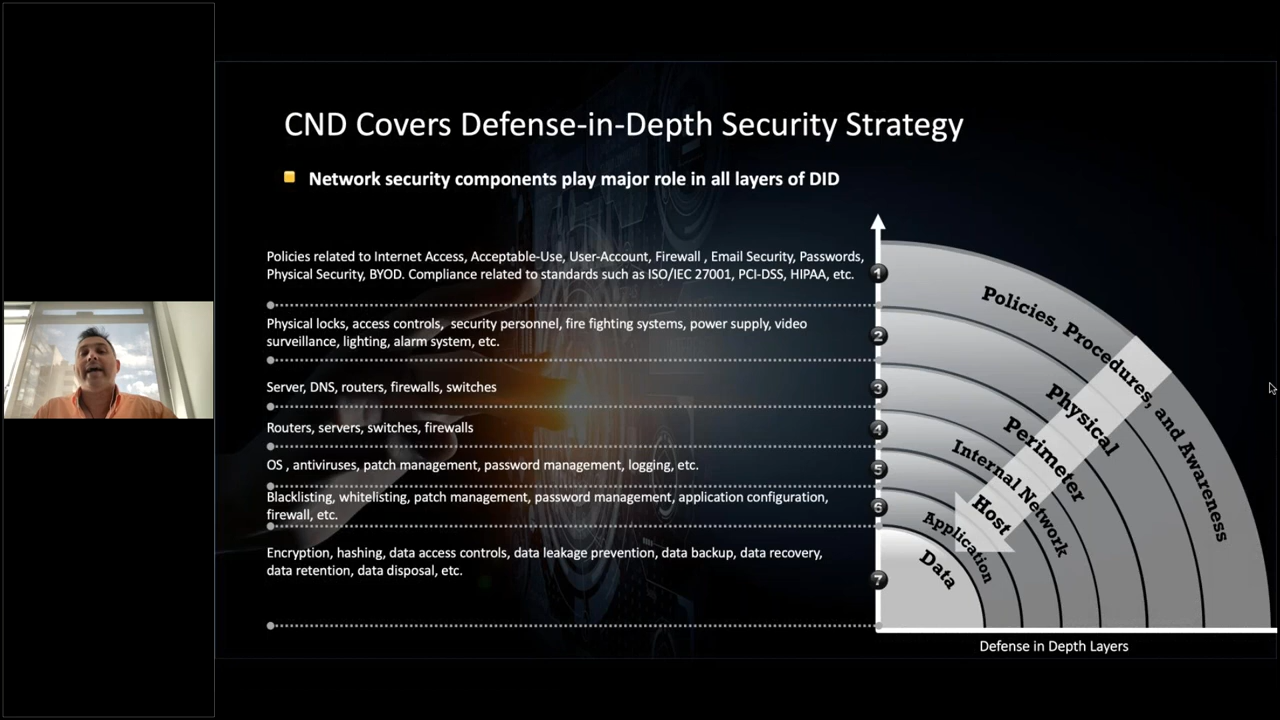 CND Covers Defense-in-Depth Security Strategy
Network security components play major role in all layers of DID
Policies related to Internet Access, Acceptable-Use, User-Account, Firewall , Email Security, Passwords,
Physical Security, BYOD. Compliance related to standards such as ISO/IEC 27001, PCI-DSS, HIPAA, etc.
Physical locks, access controls,  security personnel, fire fighting systems, power supply, video
surveillance, lighting, alarm system, etc.
Server, DNS, routers, firewalls, switches
Routers, servers, switches, firewalls
OS , antiviruses, patch management, password management, logging, etc.
Blacklisting, whitelisting, patch management, password management, application configuration,
firewall, etc.
Encryption, hashing, data access controls, data leakage prevention, data backup, data recovery,
data retention, data disposal, etc.
1
2
3
4
5
6
7
Policies, Procedures, and Awareness
Physical
Perimeter
Internal Network
Host
Application
Data
Defense in Depth Layers